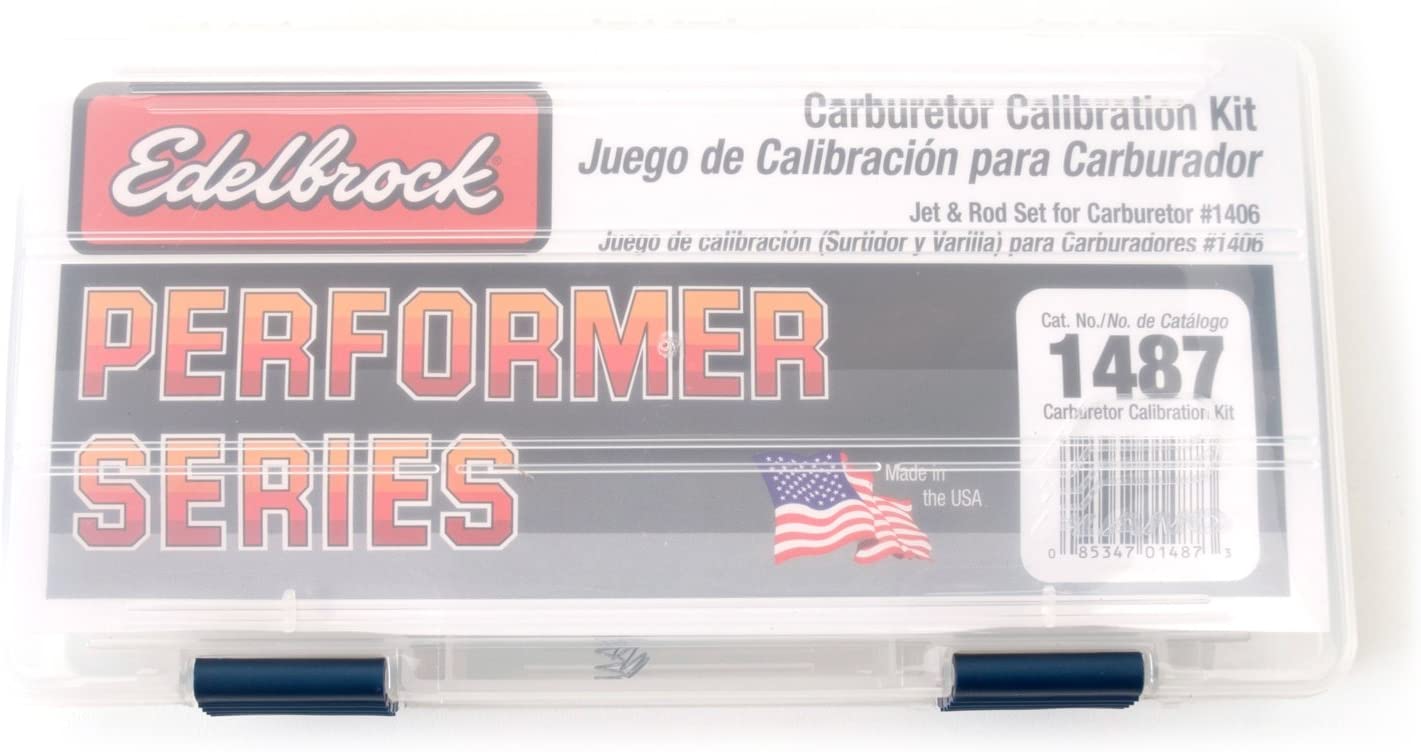 Edelbrock®
Carburetor Calibration Kit
Juego de Calibración para Carburador
Jet & Rod Set for Carburetor #1406
Juego de calibración (Surtidor y Varilla) para Carburadores #1406
PERFORMER
SERIES
Made in
the USA
Cat. No./No. de Catálogo
1487
Carburetor Calibration Kit
0 85347 01487 3